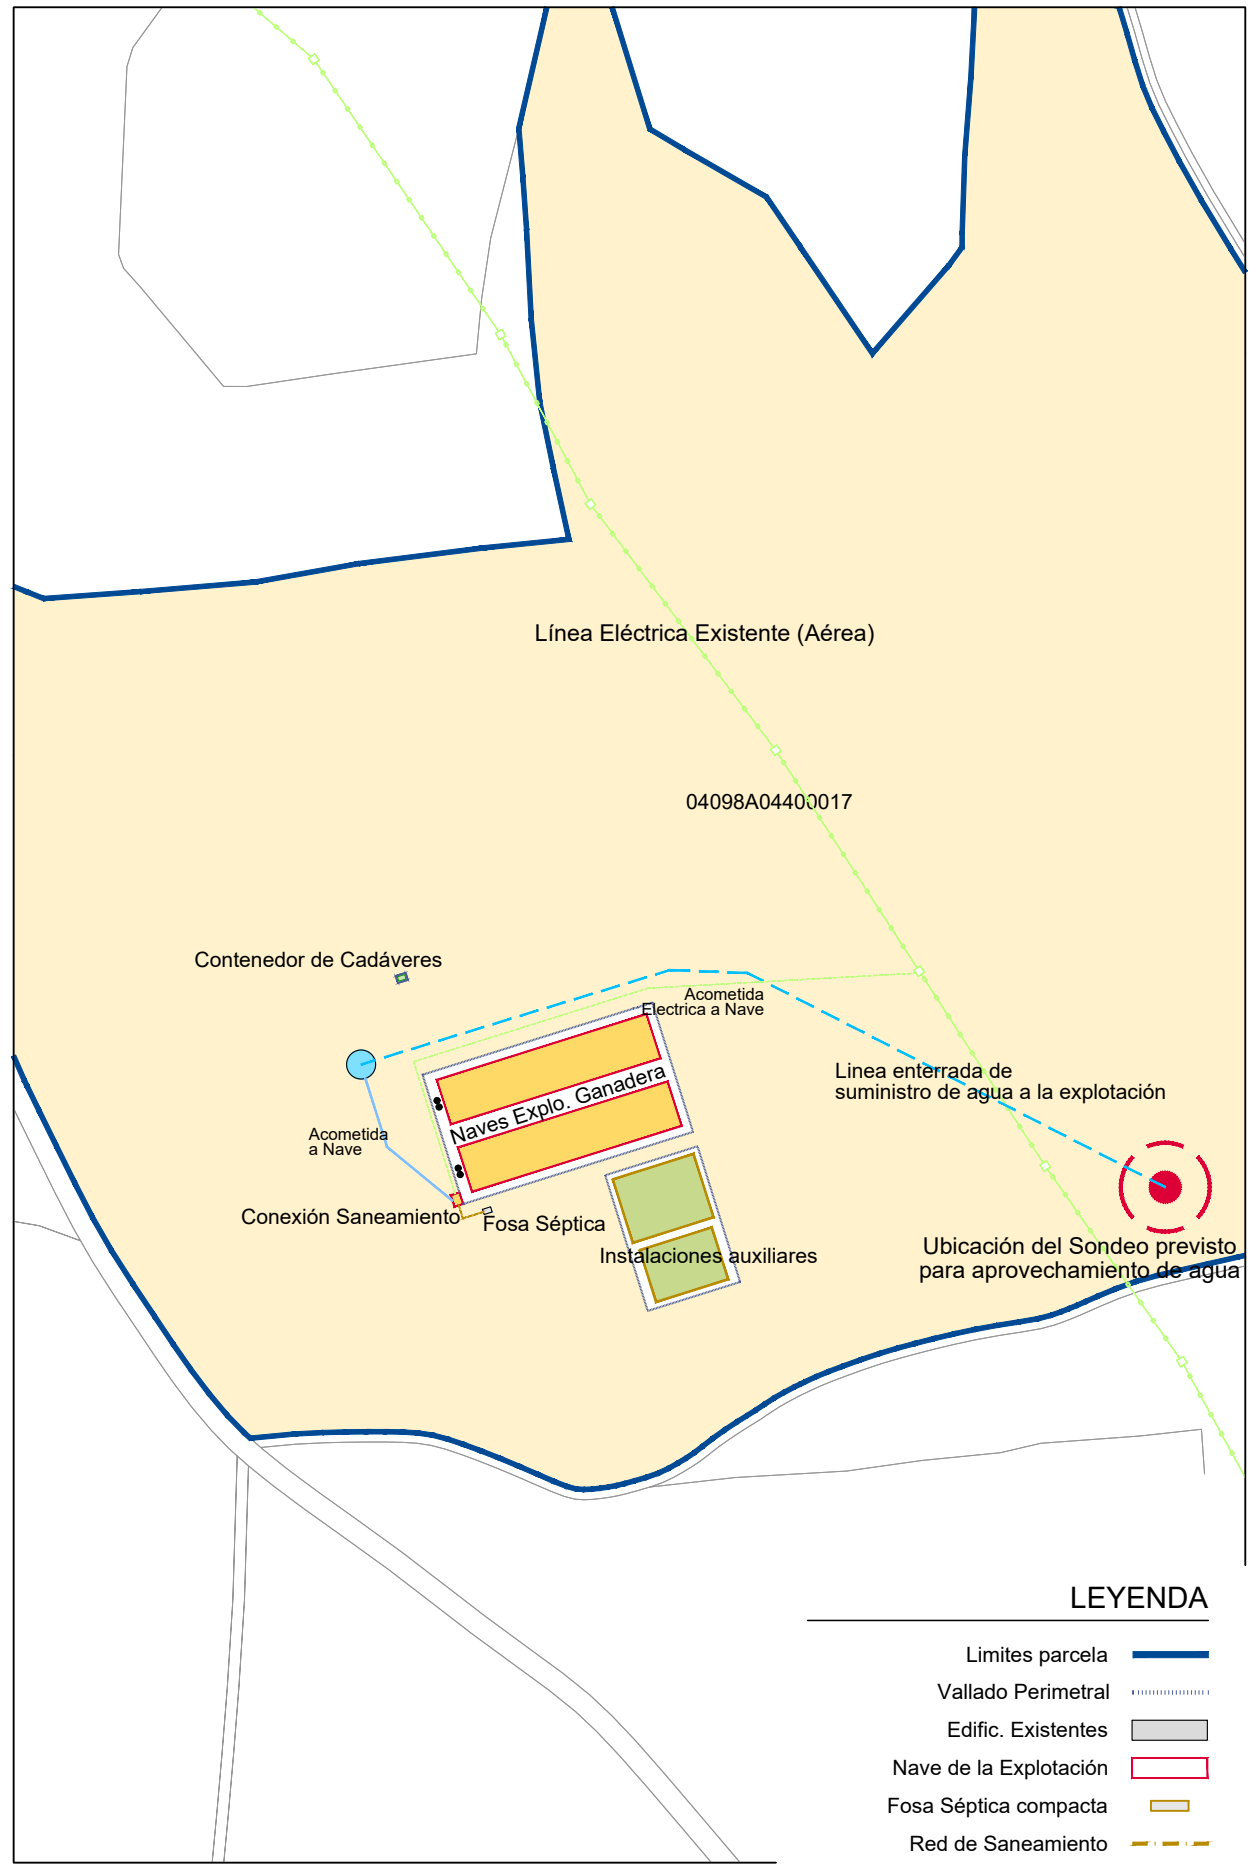 Línea Eléctrica Existente (Aérea)
04098A04400017
Contenedor de Cadáveres
Acometida
Electrica a Nave
Linea enterrada de
suministro de agua a la explotación
Naves Explo. Ganadera
Acometida
a Nave
Conexión Saneamiento
Fosa Séptica
Instalaciones auxiliares
Ubicación del Sondeo previsto
para aprovechamiento de agua
LEYENDA
Limites parcela
Vallado Perimetral
Edific. Existentes
Nave de la Explotación
Fosa Séptica compacta
Red de Saneamiento